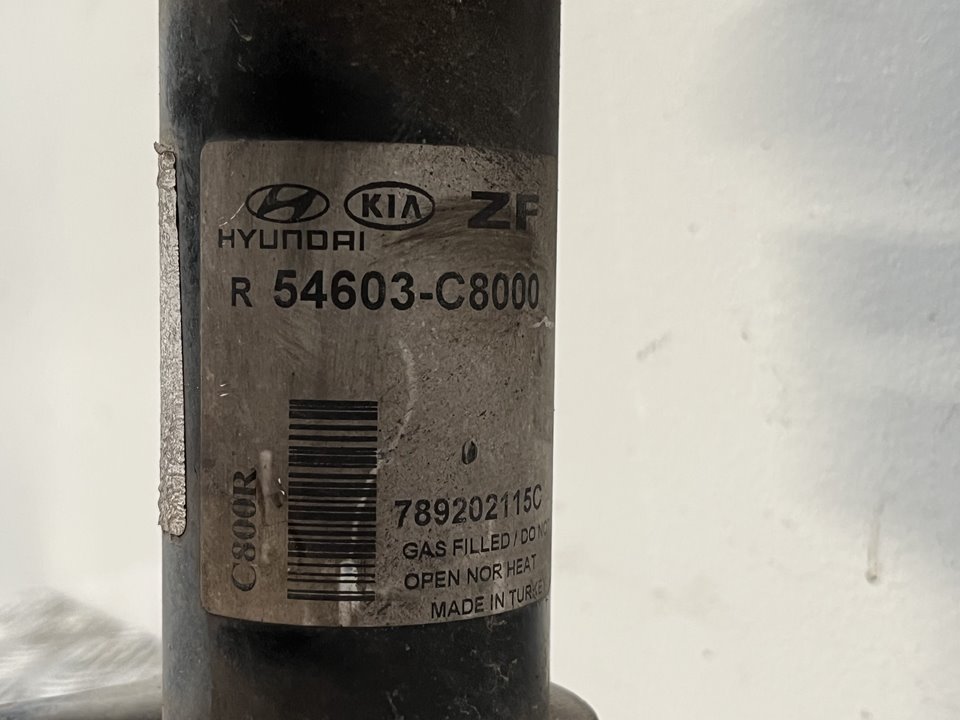 KIA ZF
HYUNDAI
R 54603-C8000
C800R
789202115C
GAS FILLED / DO NOT
OPEN NOR HEAT
MADE IN TURKEY